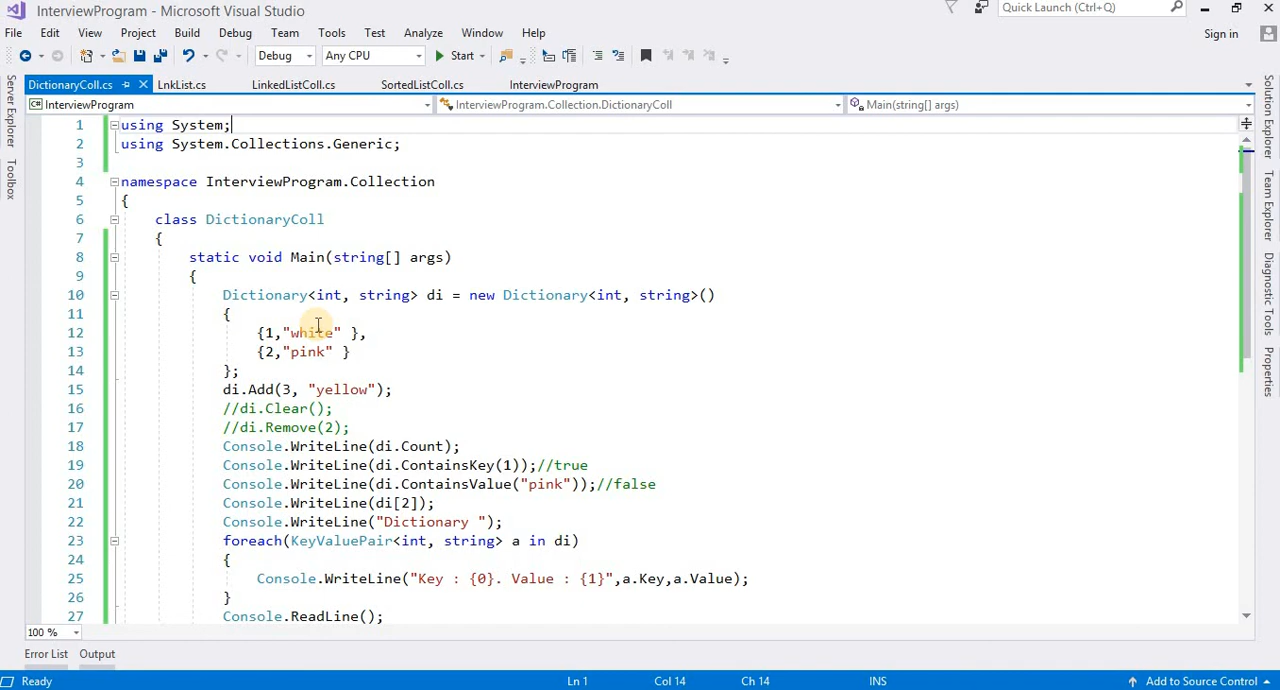 InterviewProgram - Microsoft Visual Studio
Quick Launch (Ctrl+Q)
File Edit View Project Build Debug Team Tools Test Analyze Window Help
Sign in
Debug Any CPU Start
Server Explorer
Toolbox
DictionaryColl.cs LnkList.cs LinkedListColl.cs SortedListColl.cs InterviewProgram
InterviewProgram InterviewProgram.Collection.DictionaryColl Main(string[] args)
1 using System;
2 using System.Collections.Generic;
3
4 namespace InterviewProgram.Collection
5 {
6 class DictionaryColl
7 {
8 static void Main(string[] args)
9 {
10 Dictionary<int, string> di = new Dictionary<int, string>()
11 {
12 {1,"white" },
13 {2,"pink" }
14 };
15 di.Add(3, "yellow");
16 //di.Clear();
17 //di.Remove(2);
18 Console.WriteLine(di.Count);
19 Console.WriteLine(di.ContainsKey(1));//true
20 Console.WriteLine(di.ContainsValue("pink"));//false
21 Console.WriteLine(di[2]);
22 Console.WriteLine("Dictionary ");
23 foreach(KeyValuePair<int, string> a in di)
24 {
25 Console.WriteLine("Key : {0}. Value : {1}",a.Key,a.Value);
26 }
27 Console.ReadLine();
Solution Explorer
Team Explorer
Diagnostic Tools
Properties
100 %
Error List Output
Ready Ln 1 Col 14 Ch 14 INS Add to Source Control